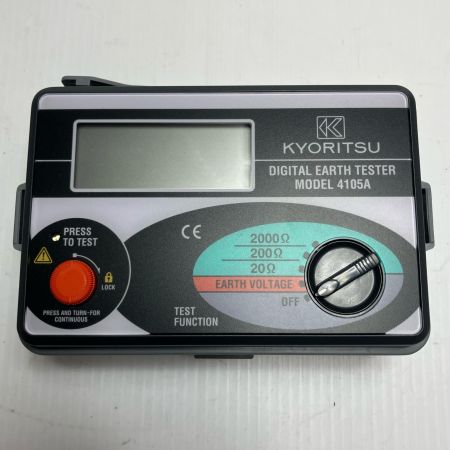 KYORITSU
DIGITAL EARTH TESTER
MODEL 4105A
PRESS
TO TEST
LOCK
PRESS AND TURN-FOR
CONTINUOUS
CE
2000Ω
200Ω
20Ω
EARTH VOLTAGE
OFF
TEST
FUNCTION